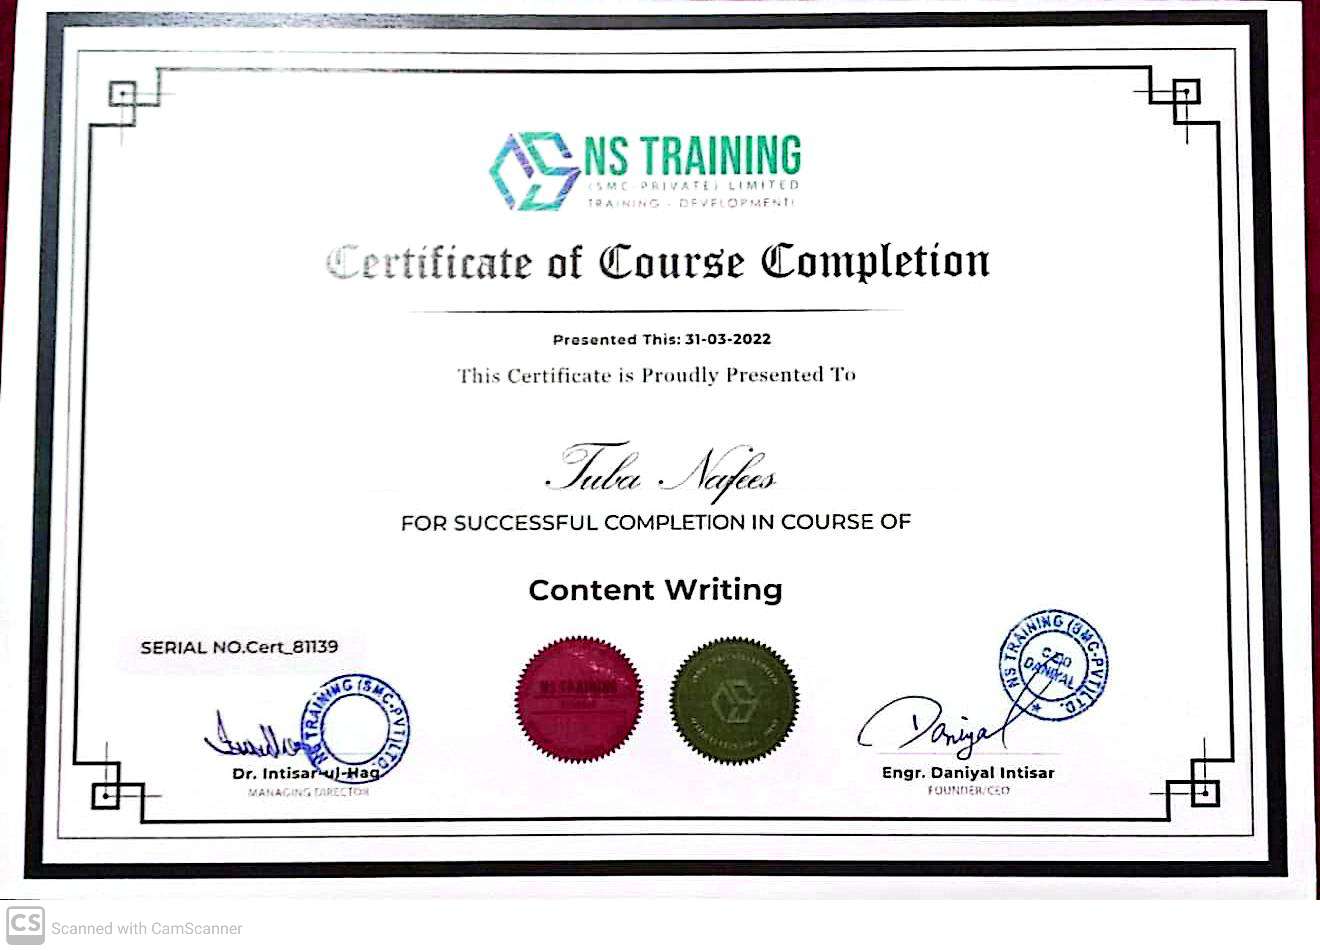 NS TRAINING
(SMC-PRIVATE) LIMITED
TRAINING - DEVELOPMENT
Certificate of Course Completion
Presented This: 31-03-2022
This Certificate is Proudly Presented To
Tuba Nafees
FOR SUCCESSFUL COMPLETION IN COURSE OF
Content Writing
SERIAL NO.Cert_81139
NS TRAINING (SMC-PVT) LTD.
NS TRAINING
NS TRAINING (SMC-PVT) LTD.
CEO
DANIYAL
Daniyal
Dr. Intisar-ul-Haq
MANAGING DIRECTOR
Engr. Daniyal Intisar
FOUNDER/CEO
CS Scanned with CamScanner